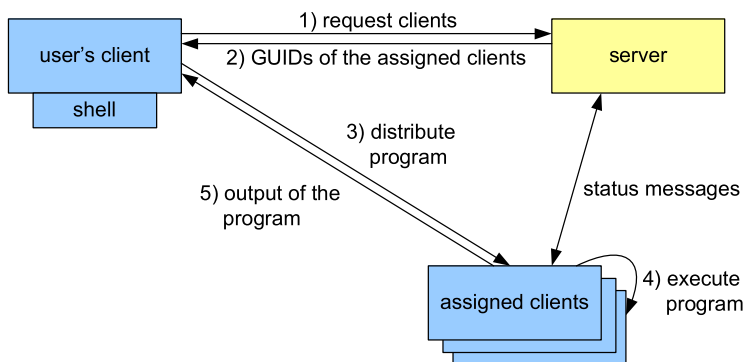 1) request clients
user's client
2) GUIDs of the assigned clients
server
shell
3) distribute
program
5) output of the
program
status messages
assigned clients
4) execute
program